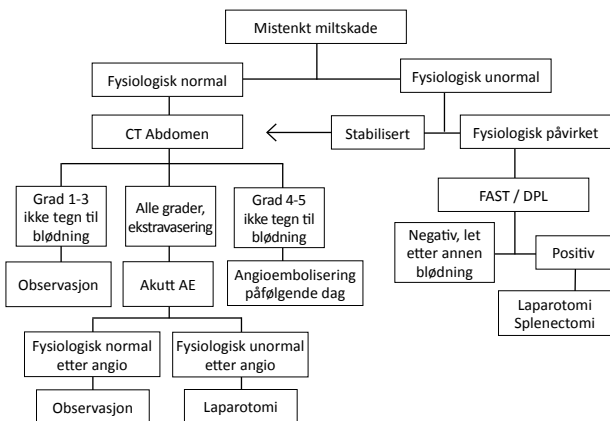 Mistenkt miltskade
Fysiologisk normal
Fysiologisk unormal
CT Abdomen
Stabilisert
Fysiologisk påvirket
Grad 1-3
ikke tegn til
blødning
Alle grader,
ekstravasering
Grad 4-5
ikke tegn til
blødning
FAST / DPL
Negativ, let
etter annen
blødning
Positiv
Observasjon
Akutt AE
Angioembolisering
påfølgende dag
Laparotomi
Splenectomi
Fysiologisk normal
etter angio
Fysiologisk unormal
etter angio
Observasjon
Laparotomi